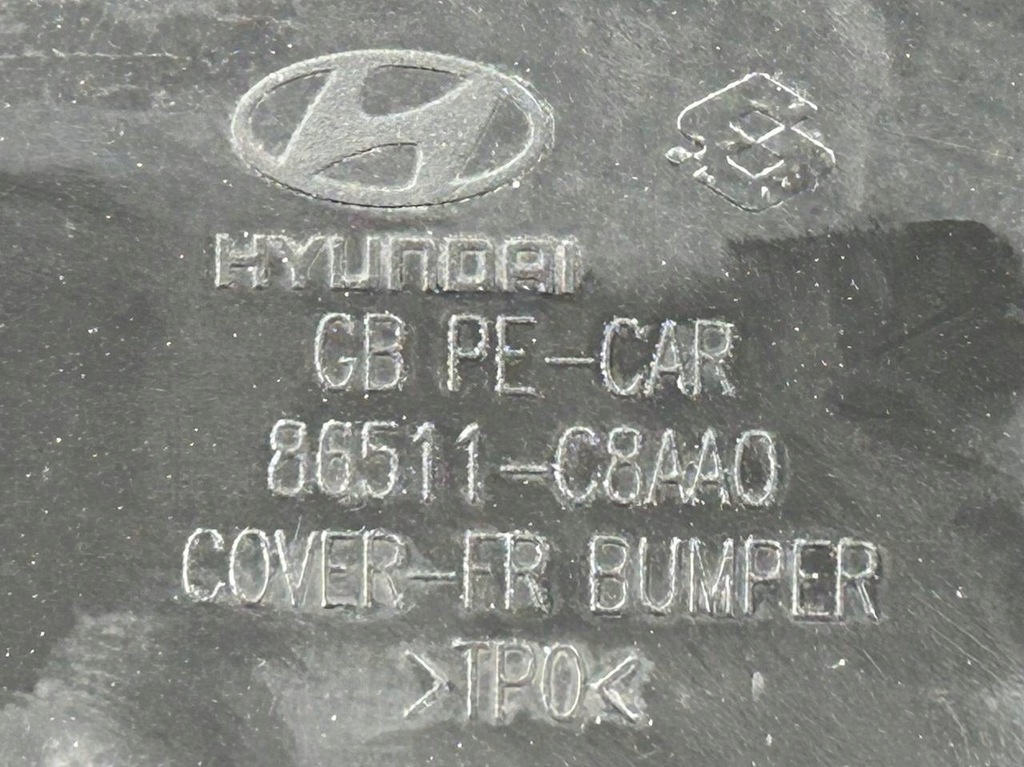 HYUNDAI
GB PE-CAR
86511-C8AA0
COVER-FR BUMPER
>TPO<